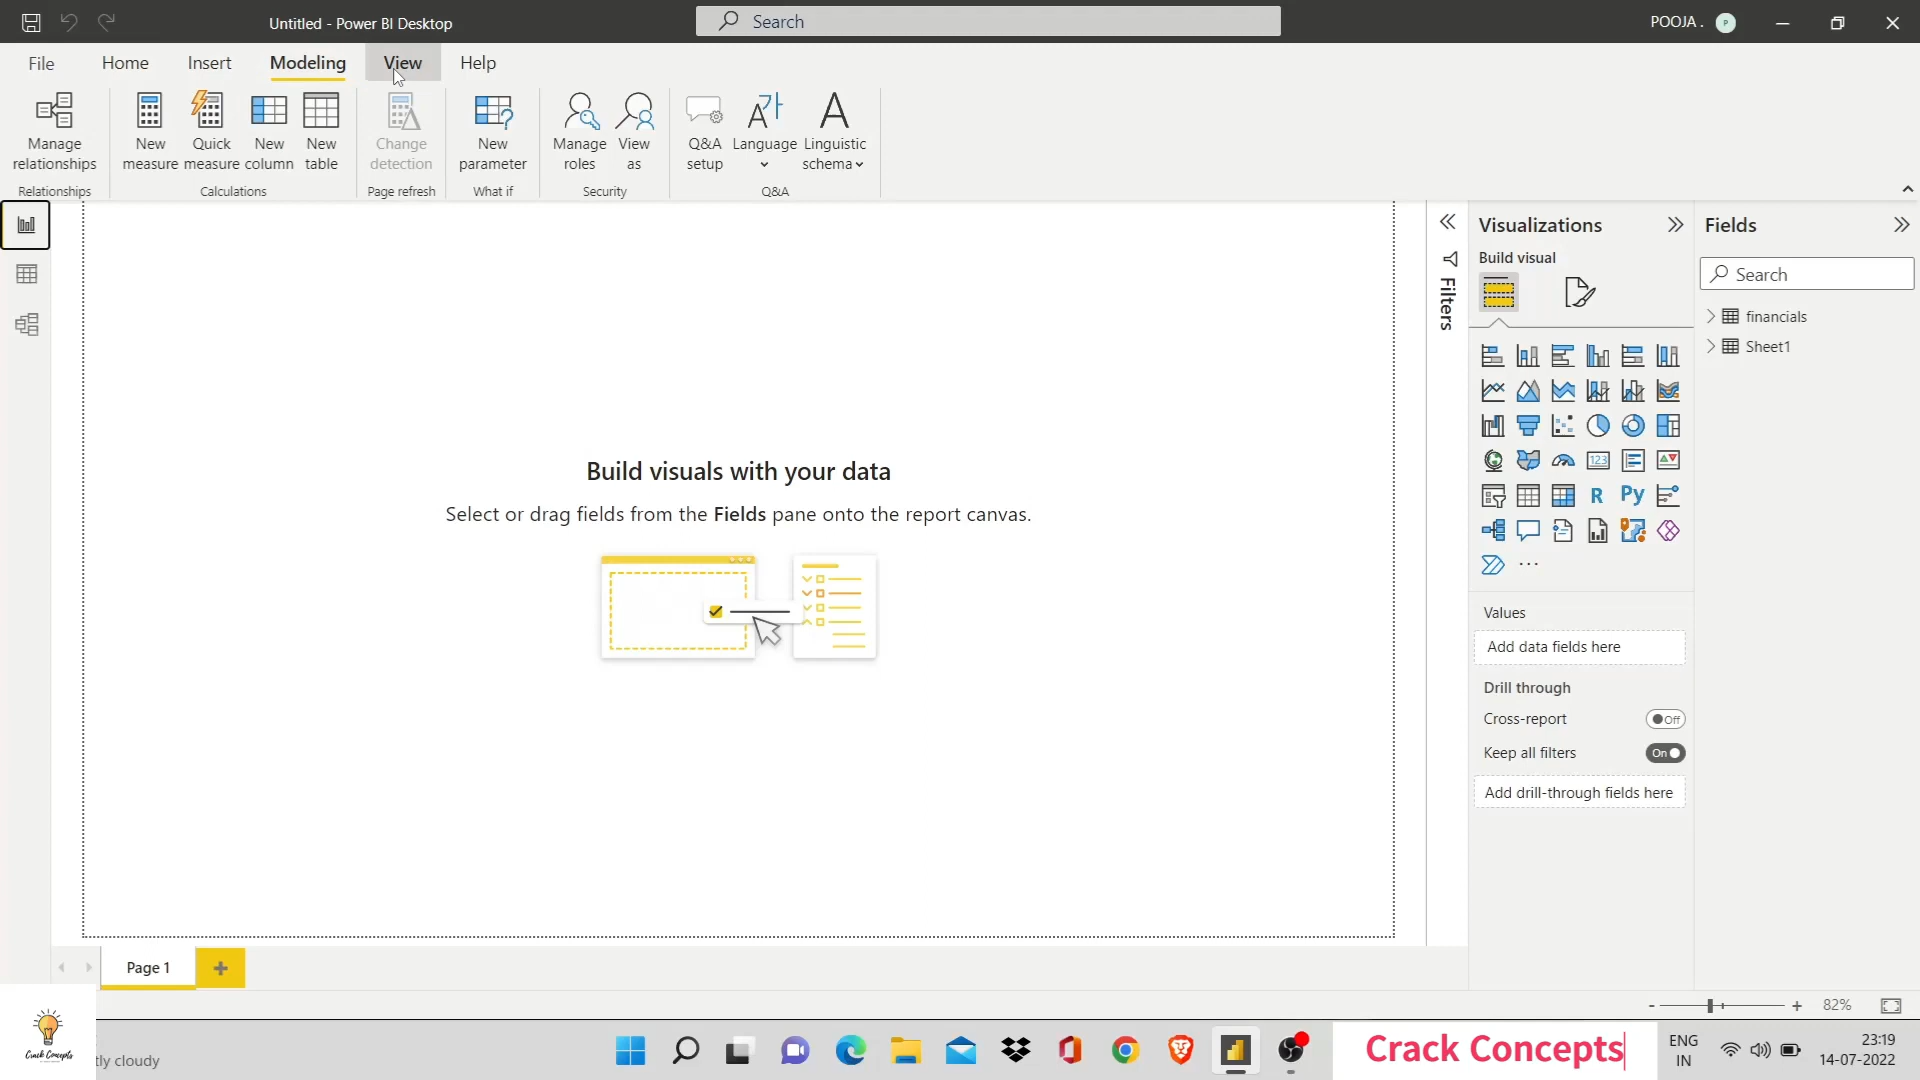 Untitled - Power BI Desktop
Search
POOJA .
P
File
Home
Insert
Modeling
View
Help
Manage
relationships
New
measure
Quick
measure
New
column
New
table
Change
detection
New
parameter
Manage
roles
View
as
Q&A
setup
Language
Linguistic
schema
Relationships
Calculations
Page refresh
What if
Security
Q&A
Filters
Visualizations
Build visual
123
R
Py
...
Values
Add data fields here
Drill through
Cross-report
Off
Keep all filters
On
Add drill-through fields here
Fields
Search
financials
Sheet1
Build visuals with your data
Select or drag fields from the Fields pane onto the report canvas.
Page 1
82%
Crack Concepts
tly cloudy
Crack Concepts
ENG
IN
23:19
14-07-2022